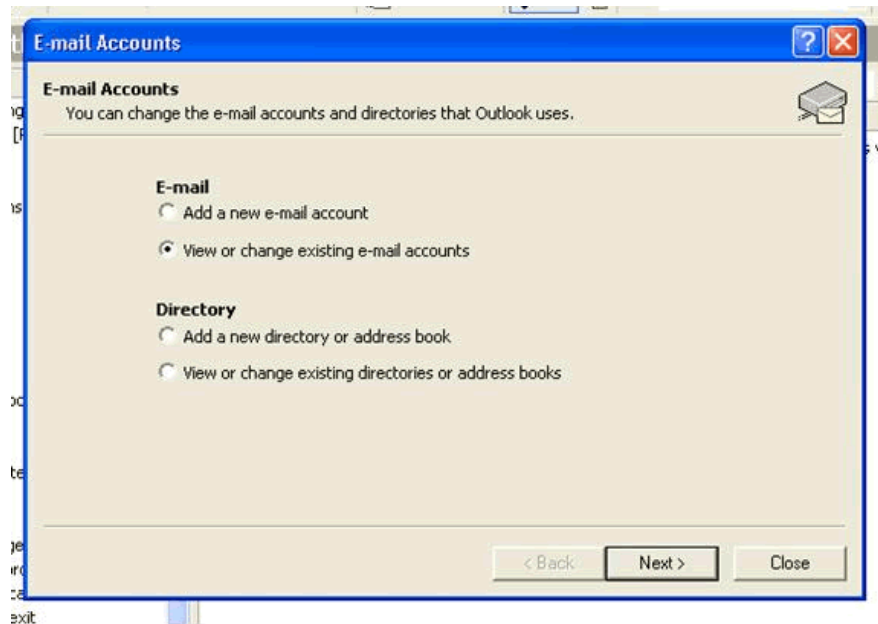 E-mail Accounts
E-mail Accounts
You can change the e-mail accounts and directories that Outlook uses.
E-mail
Add a new e-mail account
View or change existing e-mail accounts
Directory
Add a new directory or address book
View or change existing directories or address books
< Back
Next >
Close
exit